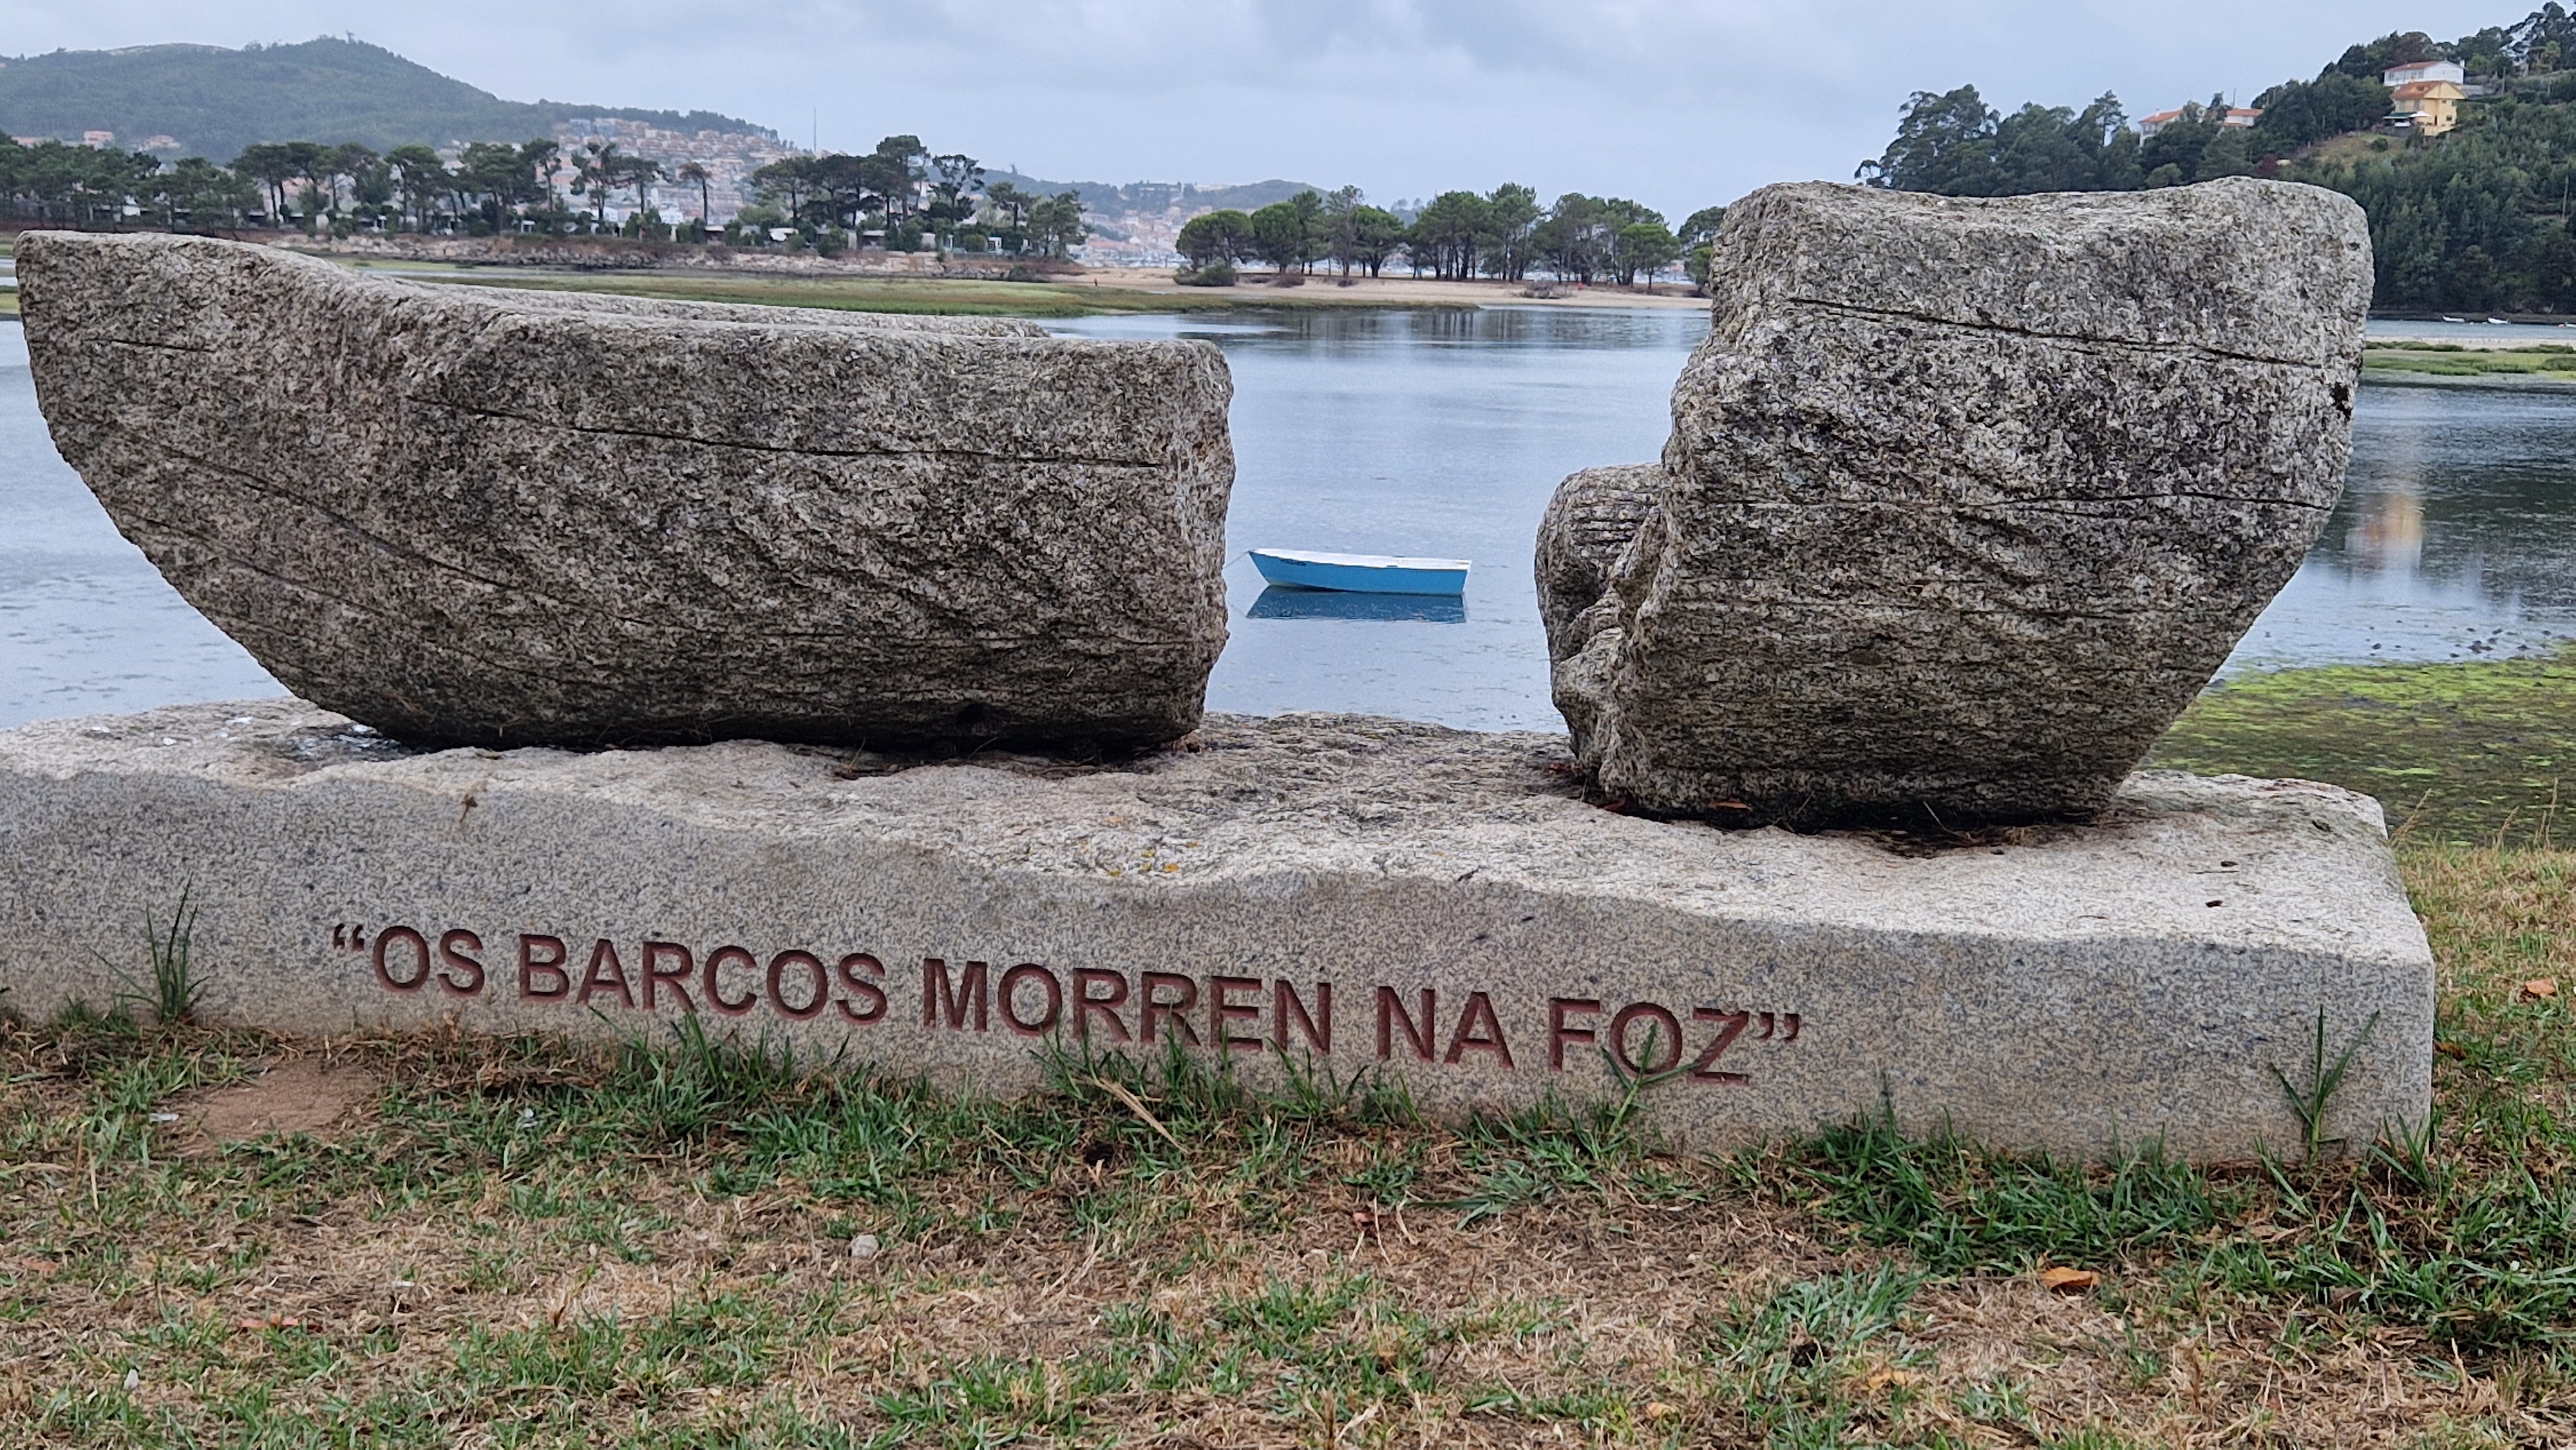 “OS BARCOS MORREN NA FOZ”